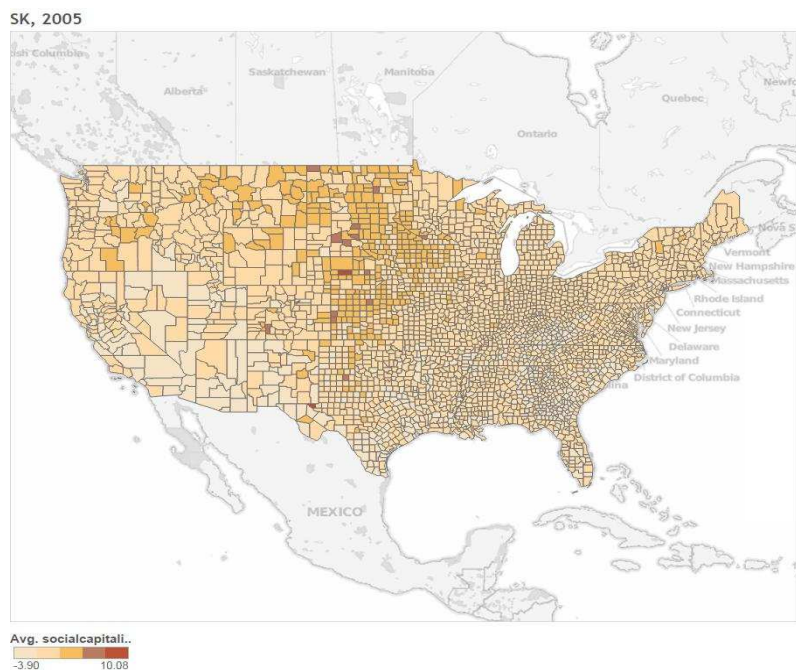 SK, 2005
ish Columbia
Alberta
Saskatchewan
Manitoba
Ontario
Quebec
Newfo
L
Nova S
Vermont
New Hampshire
Massachusetts
Rhode Island
Connecticut
New Jersey
Delaware
Maryland
District of Columbia
ina
MEXICO
Avg. socialcapitali..
-3.90 10.08